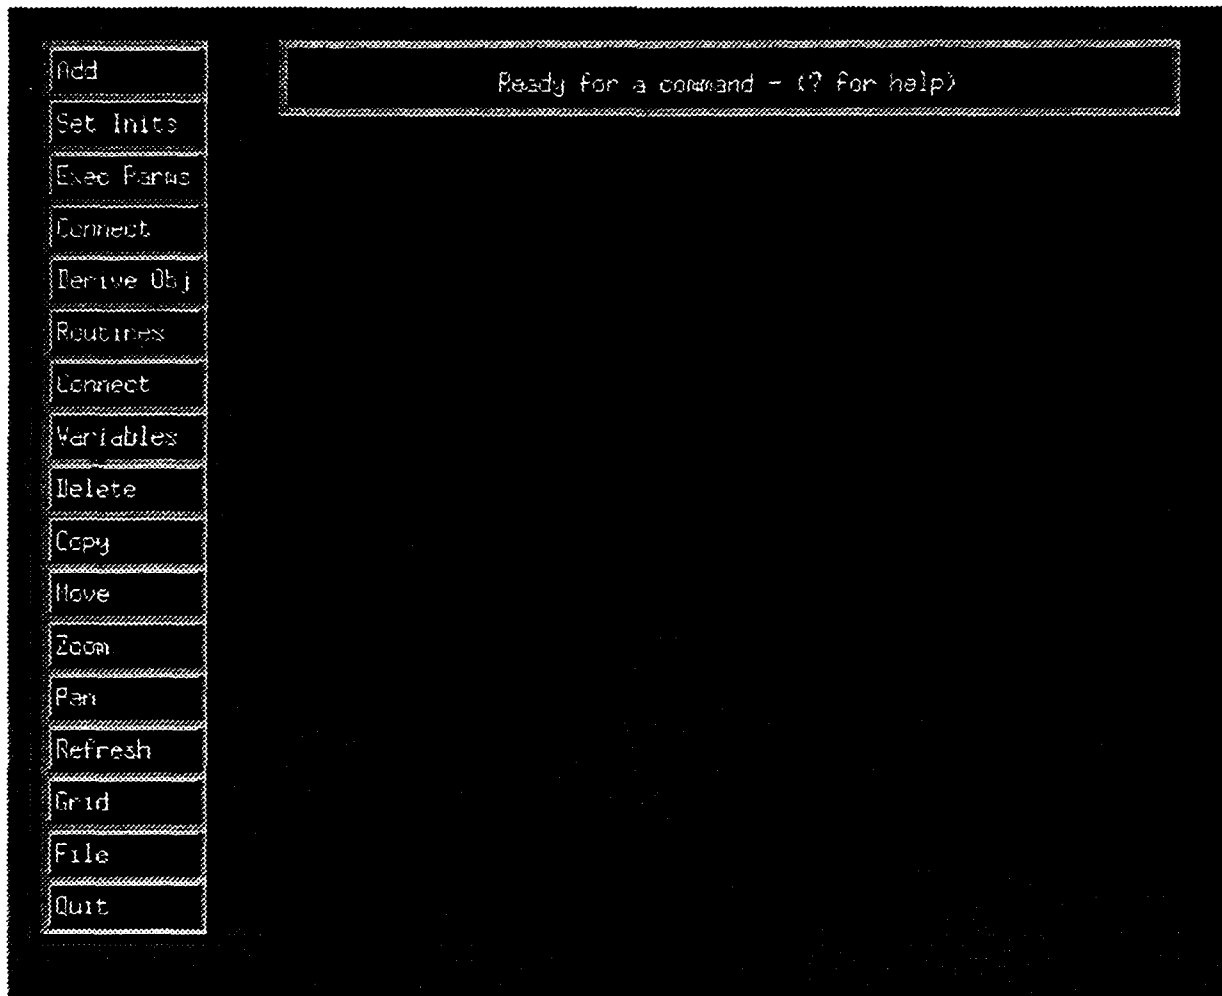 Add
Ready for a command - (? for help)
Set Inits
Exec Parms
Connect
Derive Obj
Routines
Connect
Variables
Delete
Copy
Move
Zoom
Pan
Refresh
Grid
File
Quit